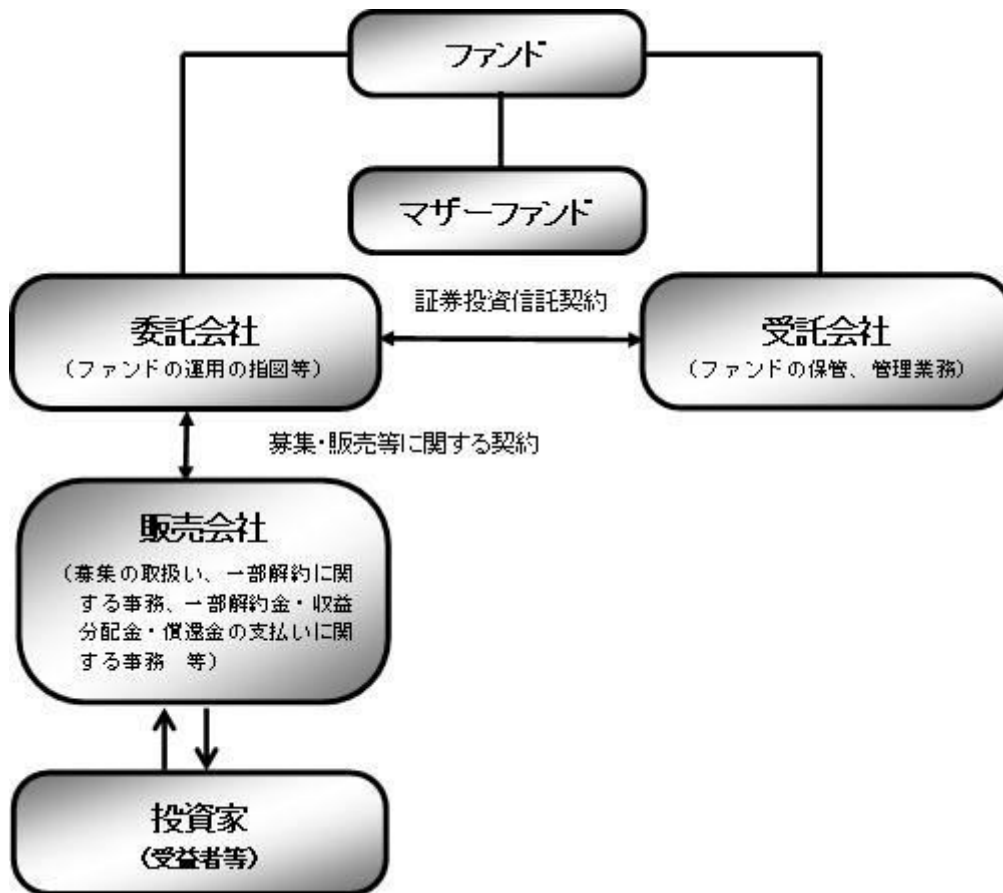 ファンド
マザーファンド
証券投資信託契約
委託会社
（ファンドの運用の指図等）
受託会社
（ファンドの保管、管理業務）
募集・販売等に関する契約
販売会社
（募集の取扱い、一部解約に関
する事務、一部解約金・収益
分配金・償還金の支払いに関
する事務　等）
投資家
（受益者等）